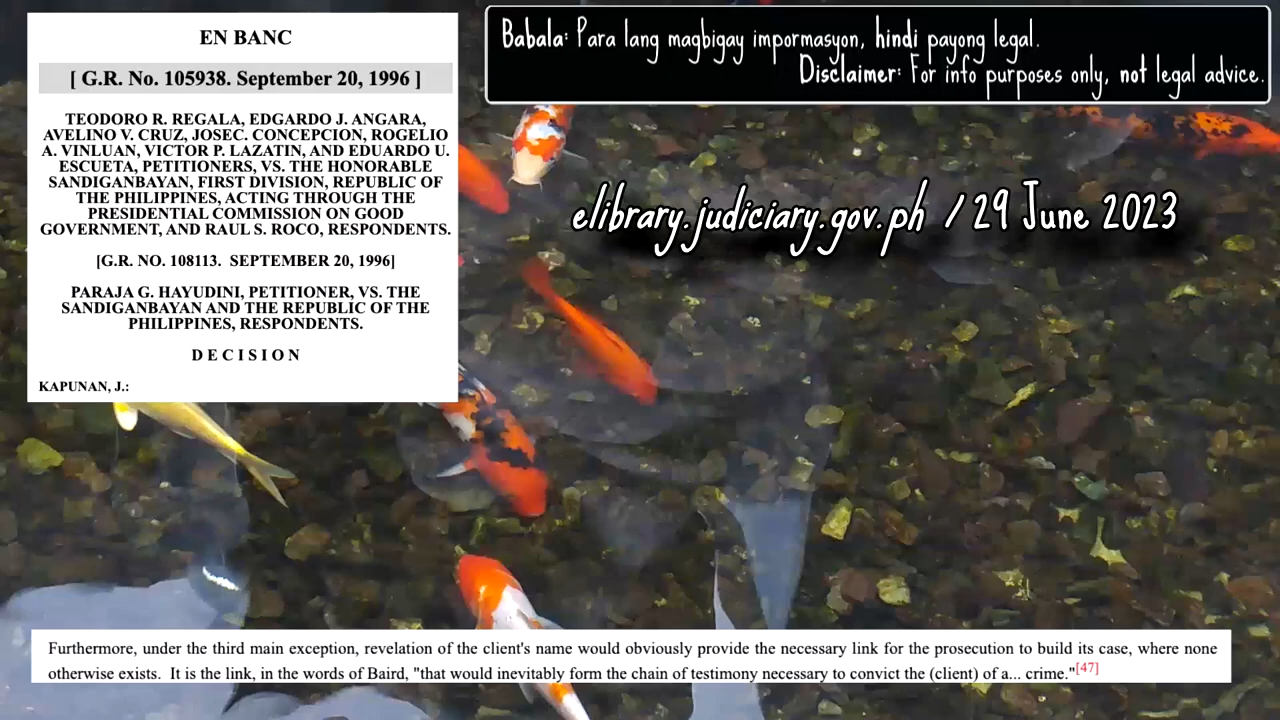 EN BANC
[ G.R. No. 105938. September 20, 1996 ]
TEODORO R. REGALA, EDGARDO J. ANGARA,
AVELINO V. CRUZ, JOSEC. CONCEPCION, ROGELIO
A. VINLUAN, VICTOR P. LAZATIN, AND EDUARDO U.
ESCUETA, PETITIONERS, VS. THE HONORABLE
SANDIGANBAYAN, FIRST DIVISION, REPUBLIC OF
THE PHILIPPINES, ACTING THROUGH THE
PRESIDENTIAL COMMISSION ON GOOD
GOVERNMENT, AND RAUL S. ROCO, RESPONDENTS.
[G.R. NO. 108113. SEPTEMBER 20, 1996]
PARAJA G. HAYUDINI, PETITIONER, VS. THE
SANDIGANBAYAN AND THE REPUBLIC OF THE
PHILIPPINES, RESPONDENTS.
D E C I S I O N
KAPUNAN, J.:
Babala: Para lang magbigay impormasyon, hindi payong legal.
Disclaimer: For info purposes only, not legal advice.
elibrary.judiciary.gov.ph / 29 June 2023
Furthermore, under the third main exception, revelation of the client's name would obviously provide the necessary link for the prosecution to build its case, where none
otherwise exists. It is the link, in the words of Baird, "that would inevitably form the chain of testimony necessary to convict the (client) of a... crime."[47]